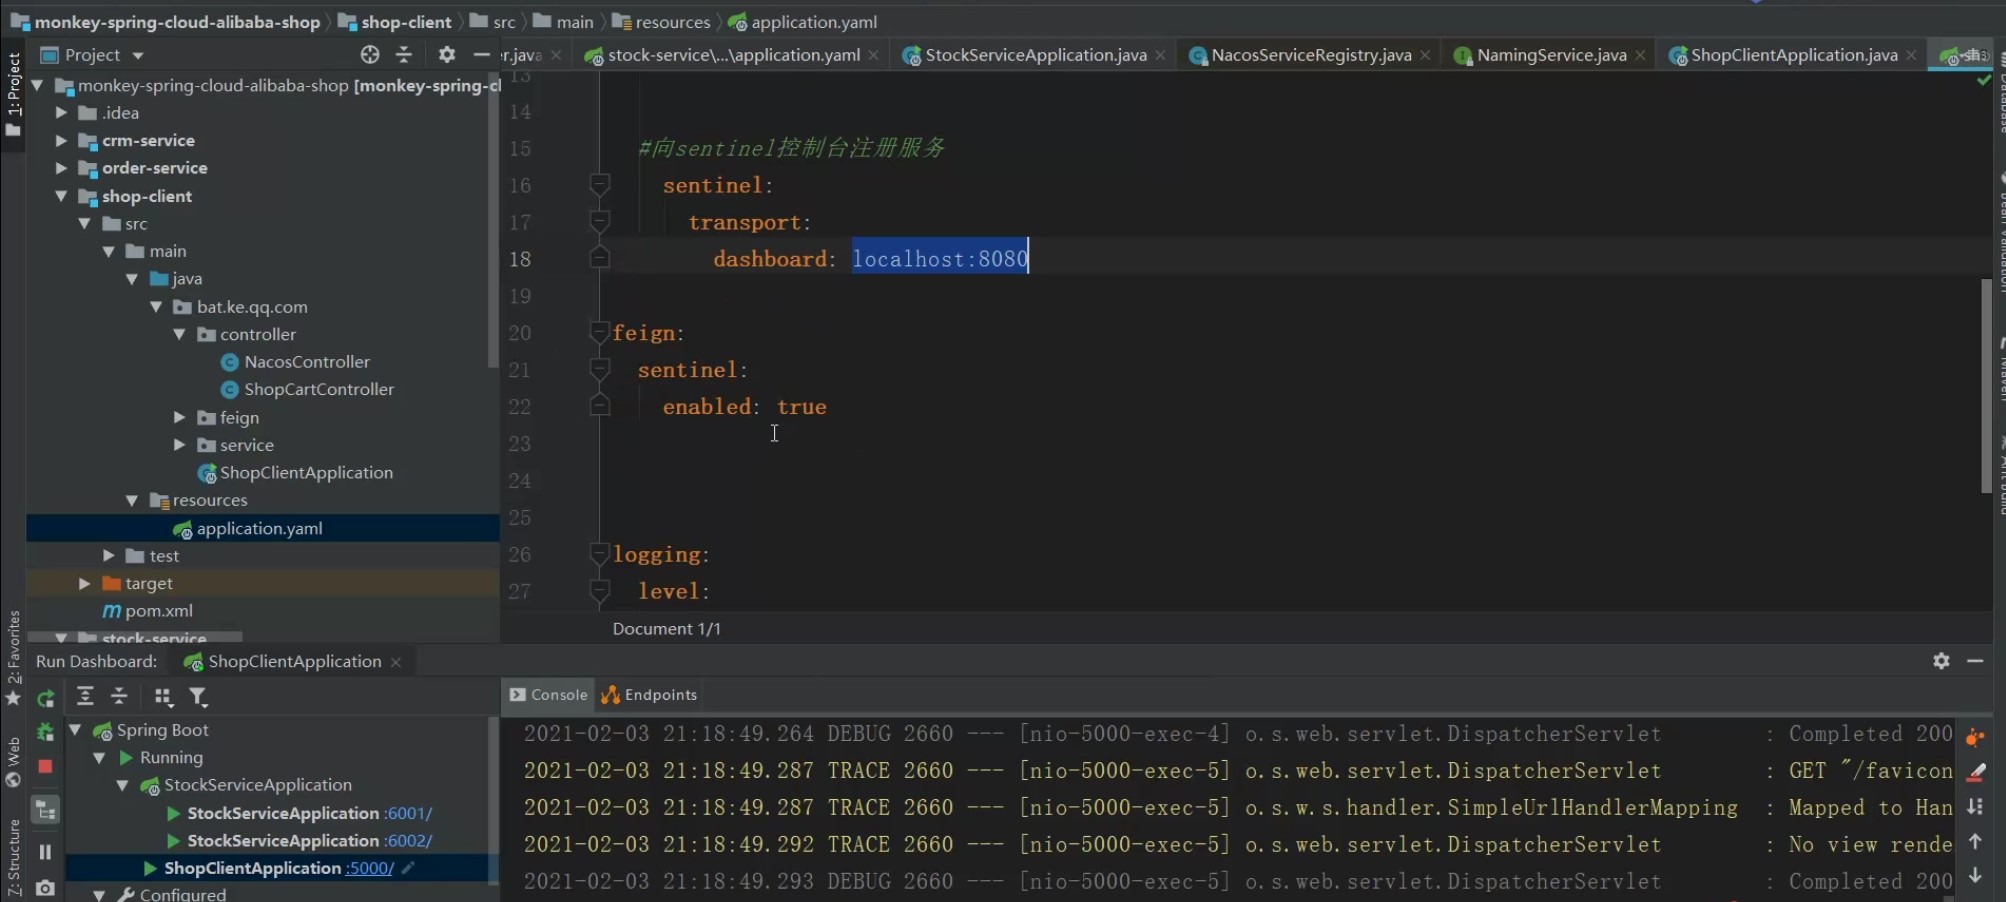 monkey-spring-cloud-alibaba-shop shop-client src main resources application.yaml
Project
r.java stock-service\...\application.yaml StockServiceApplication.java NacosServiceRegistry.java NamingService.java ShopClientApplication.java
1: Project
monkey-spring-cloud-alibaba-shop [monkey-spring-cl
.idea
crm-service
order-service
shop-client
src
main
java
bat.ke.qq.com
controller
NacosController
ShopCartController
feign
service
ShopClientApplication
resources
application.yaml
test
target
pom.xml
stock-service
13
14
15 #向sentinel控制台注册服务
16 sentinel:
17 transport:
18 dashboard: localhost:8080
19
20 feign:
21 sentinel:
22 enabled: true
23
24
25
26 logging:
27 level:
Document 1/1
2: Favorites
Web
Z: Structure
Run Dashboard: ShopClientApplication
Spring Boot
Running
StockServiceApplication
StockServiceApplication :6001/
StockServiceApplication :6002/
ShopClientApplication :5000/
Configured
Console Endpoints
2021-02-03 21:18:49.264 DEBUG 2660 --- [nio-5000-exec-4] o.s.web.servlet.DispatcherServlet : Completed 200
2021-02-03 21:18:49.287 TRACE 2660 --- [nio-5000-exec-5] o.s.web.servlet.DispatcherServlet : GET "/favicon
2021-02-03 21:18:49.287 TRACE 2660 --- [nio-5000-exec-5] o.s.w.s.handler.SimpleUrlHandlerMapping : Mapped to Han
2021-02-03 21:18:49.292 TRACE 2660 --- [nio-5000-exec-5] o.s.web.servlet.DispatcherServlet : No view rende
2021-02-03 21:18:49.293 DEBUG 2660 --- [nio-5000-exec-5] o.s.web.servlet.DispatcherServlet : Completed 200